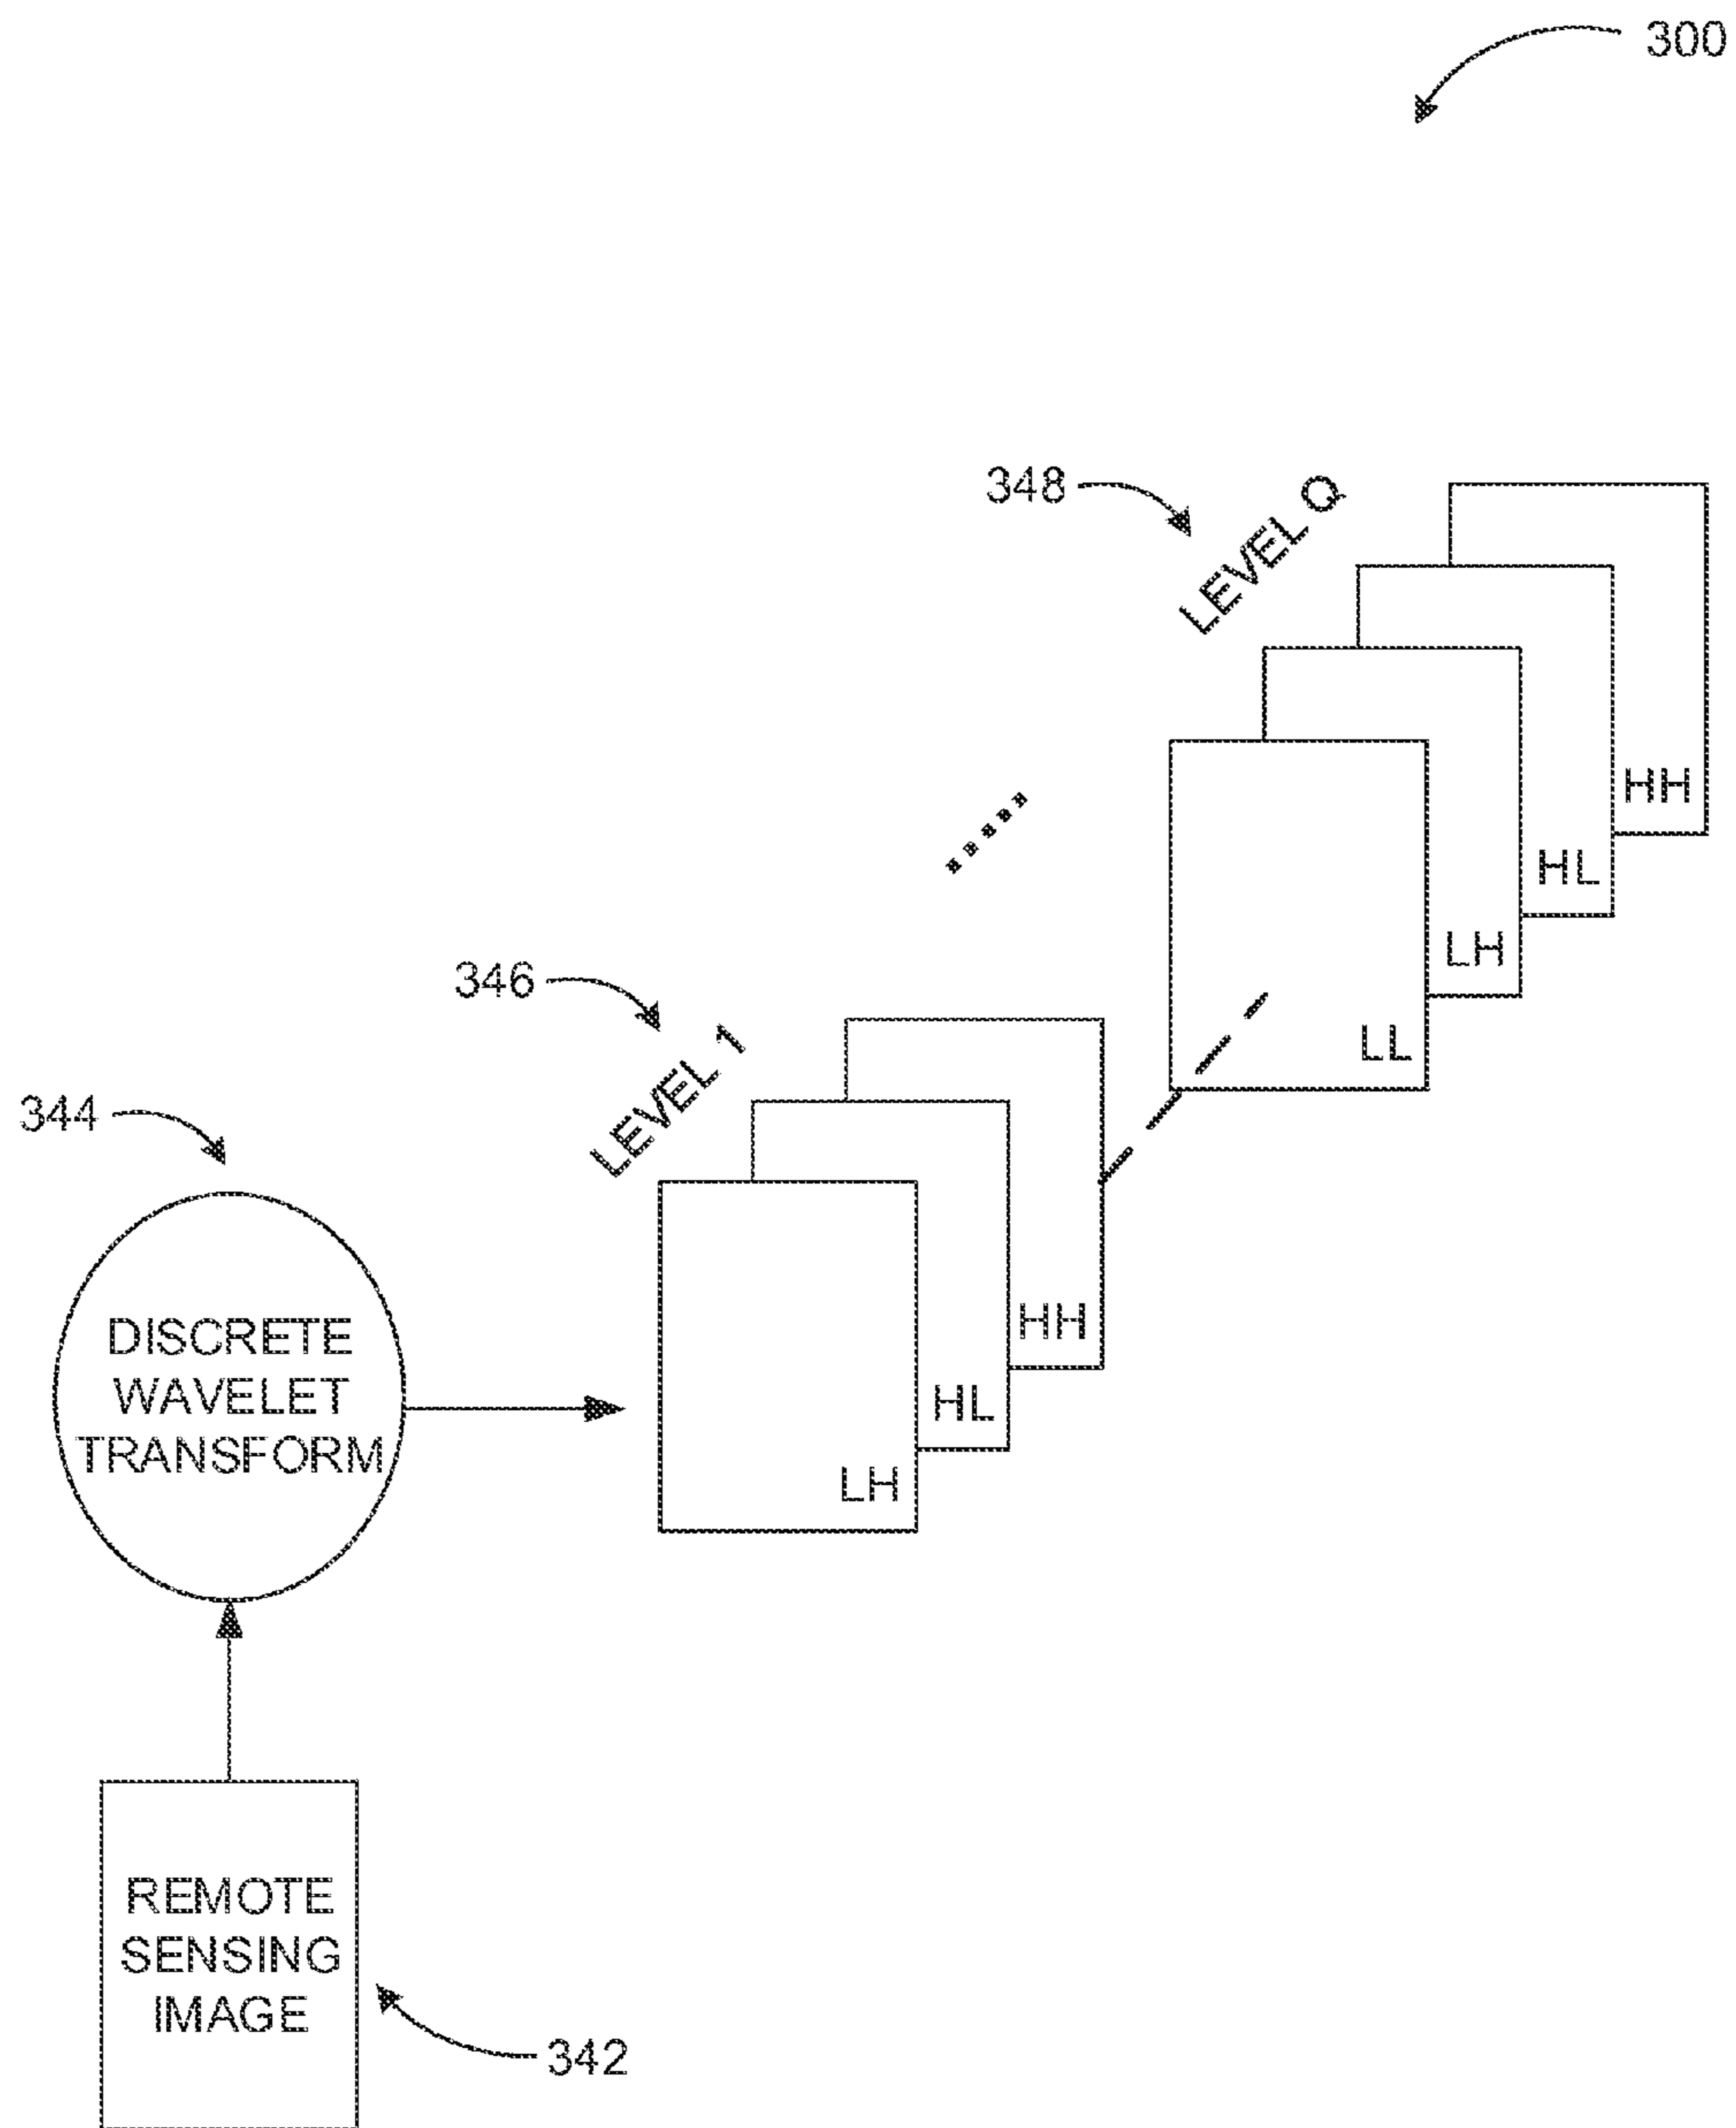 300
348
LEVEL Q
HH
HL
LH
LL
346
LEVEL 1
HH
HL
LH
344
DISCRETE
WAVELET
TRANSFORM
REMOTE
SENSING
IMAGE
342